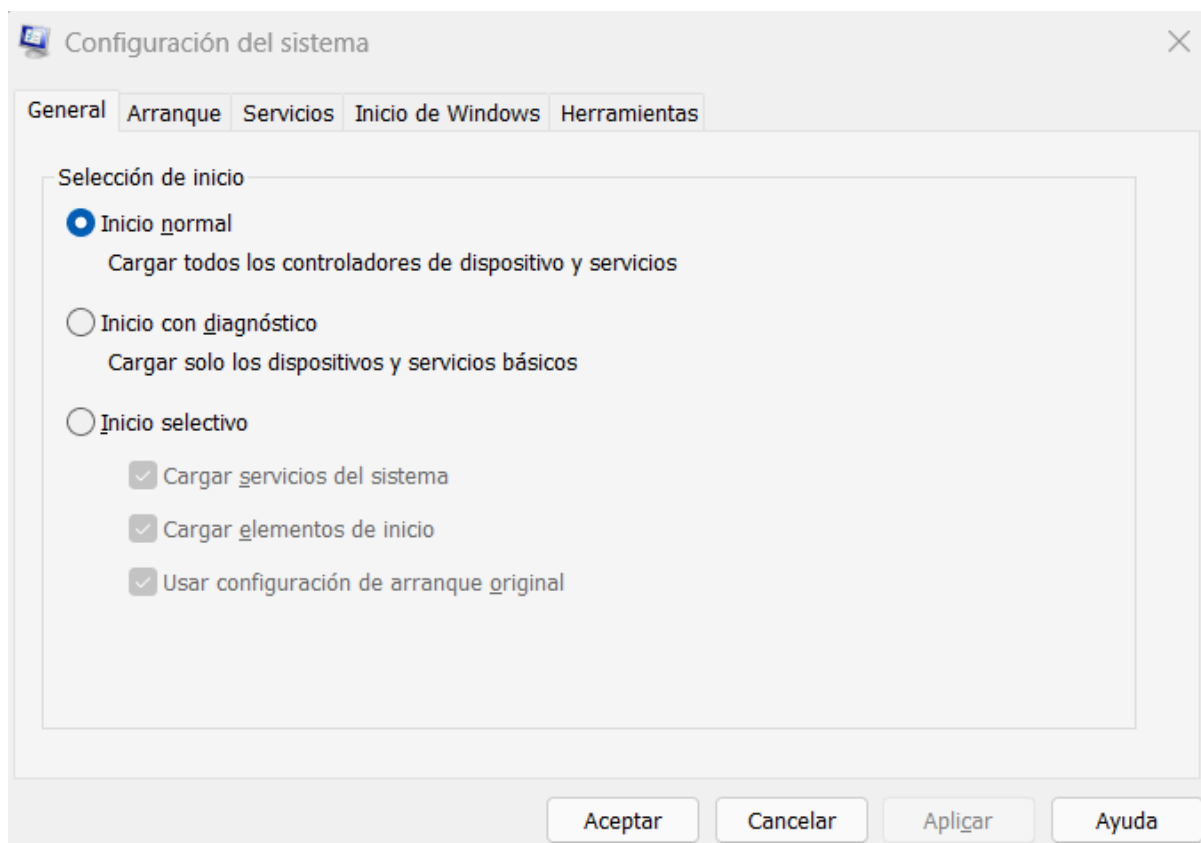 Configuración del sistema
General Arranque Servicios Inicio de Windows Herramientas
Selección de inicio
Inicio normal
Cargar todos los controladores de dispositivo y servicios
Inicio con diagnóstico
Cargar solo los dispositivos y servicios básicos
Inicio selectivo
Cargar servicios del sistema
Cargar elementos de inicio
Usar configuración de arranque original
Aceptar Cancelar Aplicar Ayuda